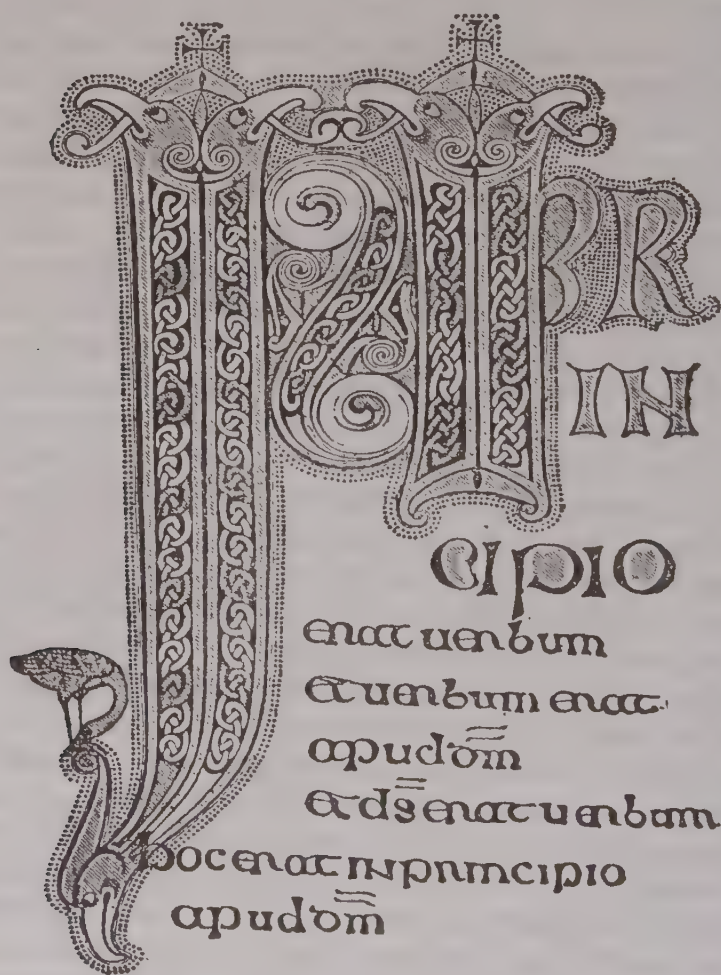 INPR
IN
CIPIO
erat uerbum
et uerbum erat
apud dm̄
et ds̄ erat uerbum
hoc erat in principio
apud dm̄